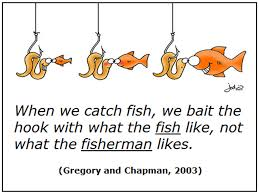 When we catch fish, we bait the
hook with what the fish like, not
what the fisherman likes.
(Gregory and Chapman, 2003)